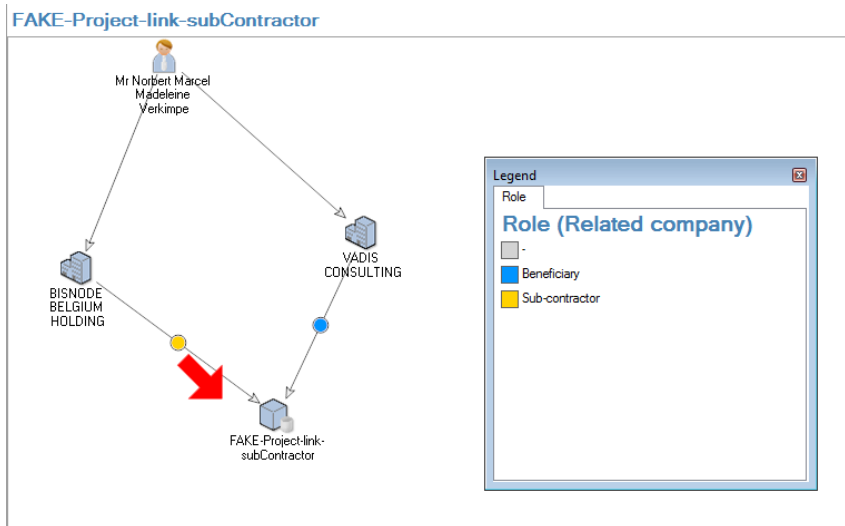 FAKE-Project-link-subContractor
Mr Norbert Marcel
Madeleine
Verkimpe
VADIS
CONSULTING
BISNODE
BELGIUM
HOLDING
FAKE-Project-link-
subContractor
Legend
Role
Role (Related company)
-
Beneficiary
Sub-contractor